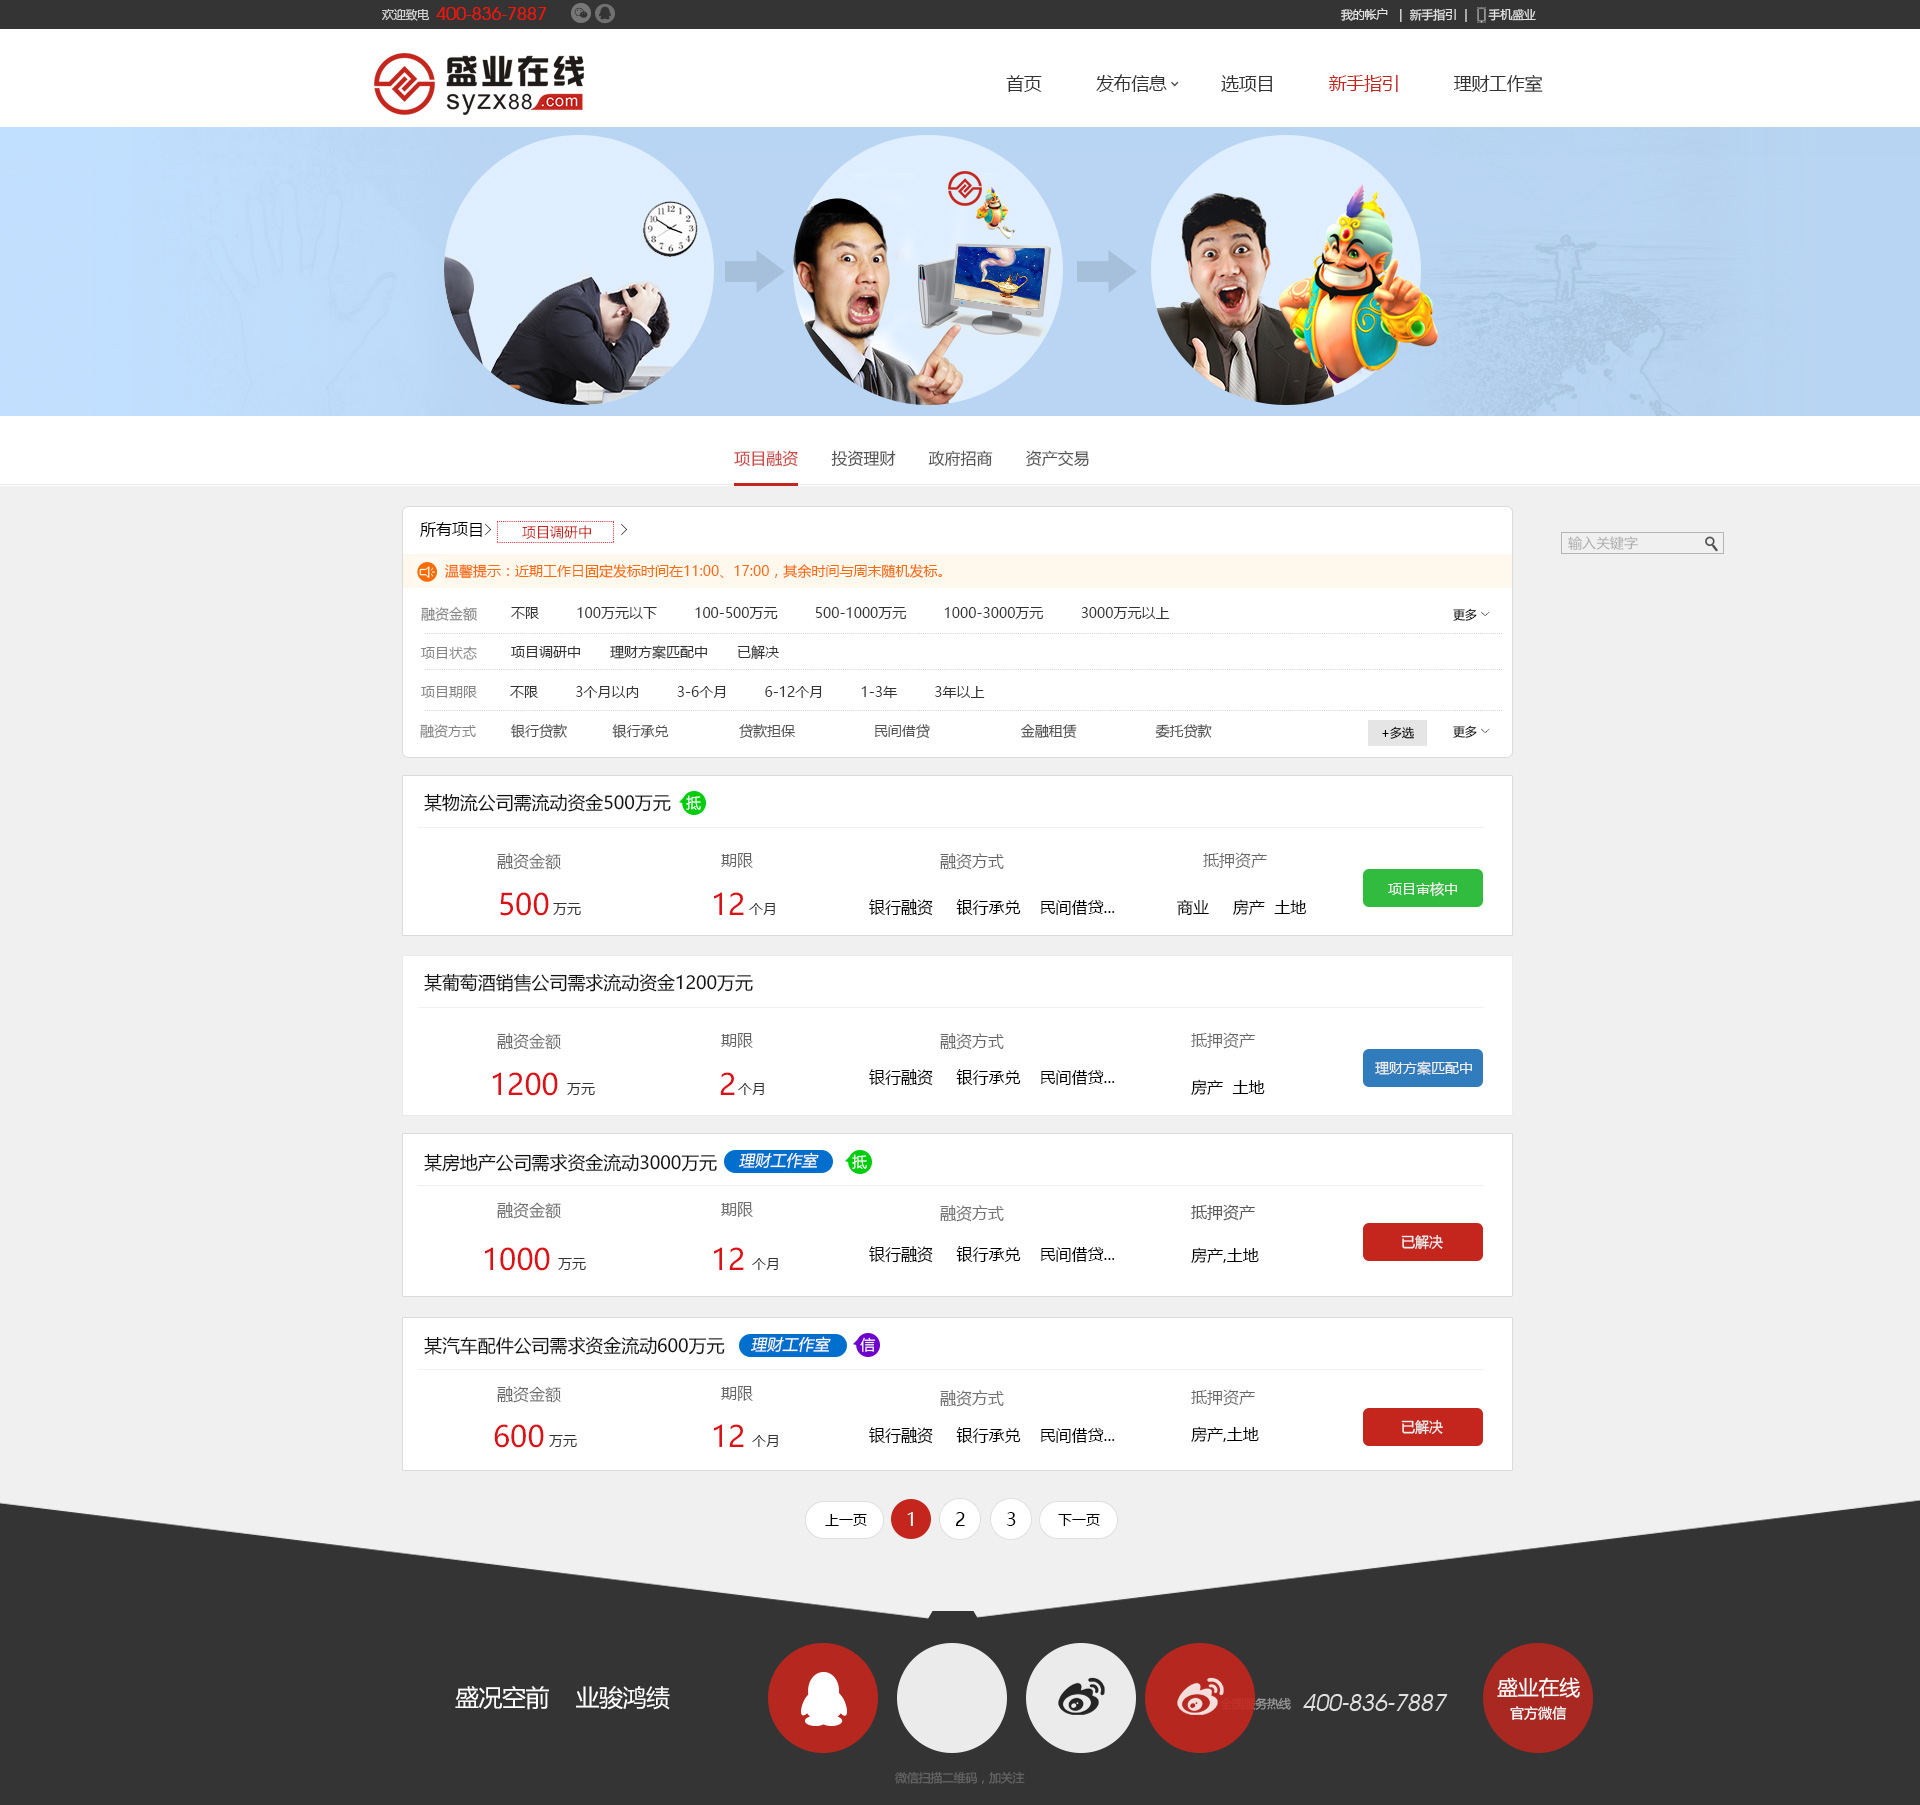 欢迎致电 400-836-7887 我的帐户 | 新手指引 | 手机盛业
盛业在线
syzx88.com
首页 发布信息 选项目 新手指引 理财工作室
项目融资 投资理财 政府招商 资产交易
所有项目 项目调研中
输入关键字
温馨提示：近期工作日固定发标时间在11:00、17:00，其余时间与周末随机发标。
融资金额 不限 100万元以下 100-500万元 500-1000万元 1000-3000万元 3000万元以上 更多
项目状态 项目调研中 理财方案匹配中 已解决
项目期限 不限 3个月以内 3-6个月 6-12个月 1-3年 3年以上
融资方式 银行贷款 银行承兑 贷款担保 民间借贷 金融租赁 委托贷款 +多选 更多
某物流公司需流动资金500万元 抵
融资金额 期限 融资方式 抵押资产
500万元 12个月 银行融资 银行承兑 民间借贷... 商业 房产 土地 项目审核中
某葡萄酒销售公司需求流动资金1200万元
融资金额 期限 融资方式 抵押资产
1200 万元 2个月 银行融资 银行承兑 民间借贷... 房产 土地 理财方案匹配中
某房地产公司需求资金流动3000万元 理财工作室 抵
融资金额 期限 融资方式 抵押资产
1000 万元 12 个月 银行融资 银行承兑 民间借贷... 房产,土地 已解决
某汽车配件公司需求资金流动600万元 理财工作室 信
融资金额 期限 融资方式 抵押资产
600 万元 12 个月 银行融资 银行承兑 民间借贷... 房产,土地 已解决
上一页 1 2 3 下一页
盛况空前 业骏鸿绩 务热线 400-836-7887 盛业在线
官方微信
微信扫描二维码，加关注